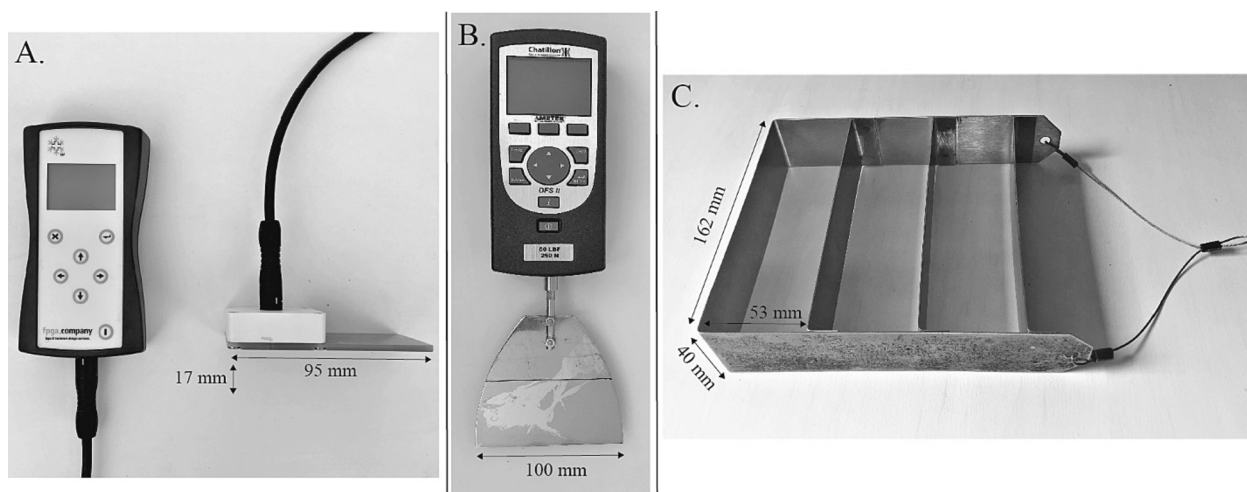 A.
fpga.company
17 mm
95 mm
B.
Chatillon
AMETEK
DFS II
i
50 LBF
250 N
100 mm
C.
162 mm
53 mm
40 mm